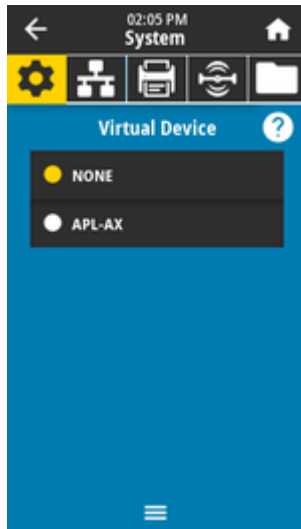 02:05 PM
System
Virtual Device
?
NONE
APL-AX